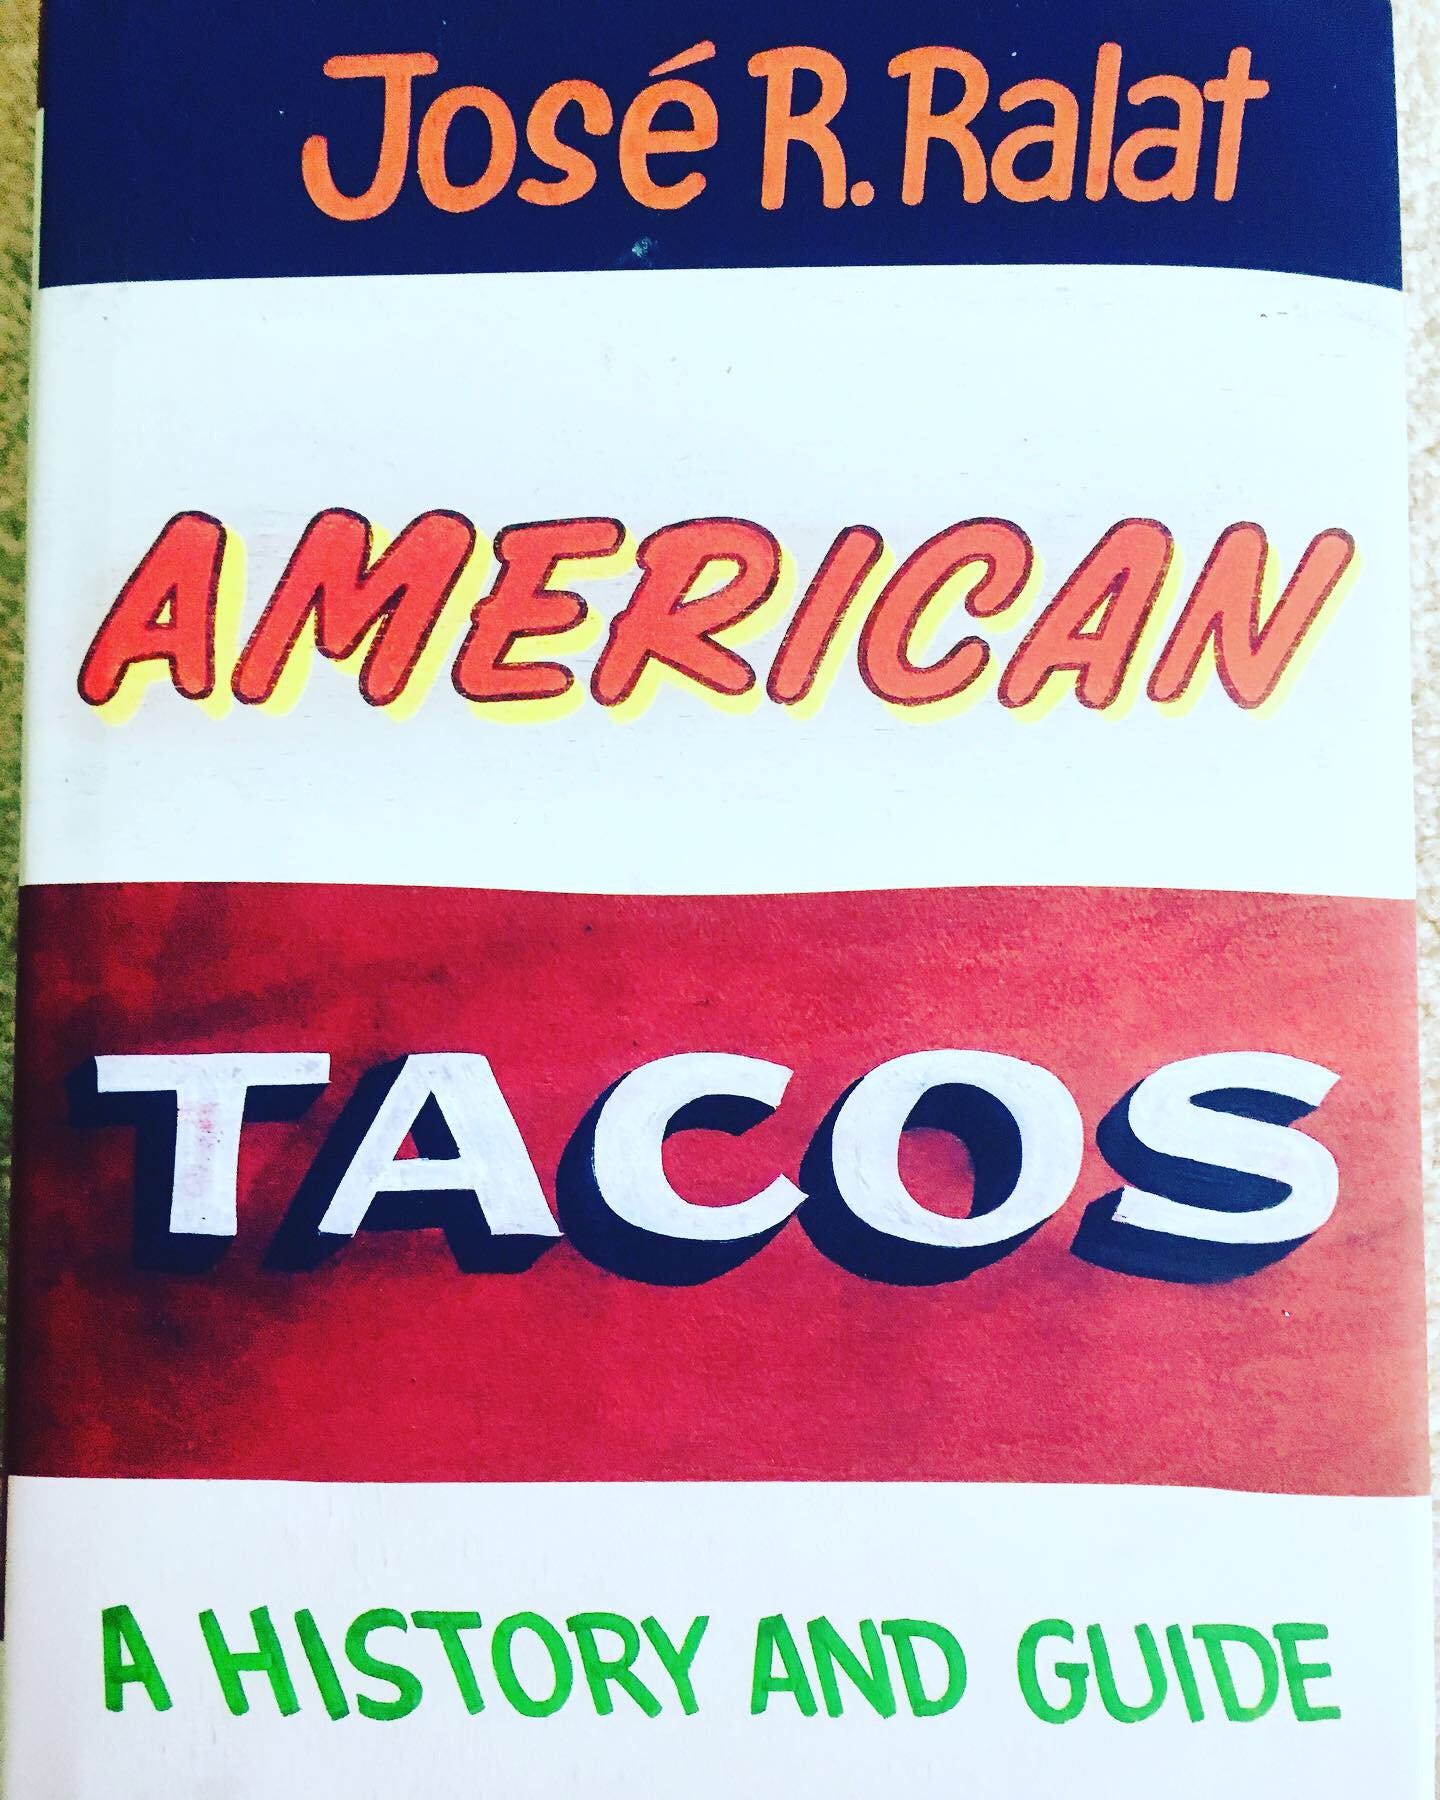 José R. Ralat
AMERICAN
TACOS
A HISTORY AND GUIDE